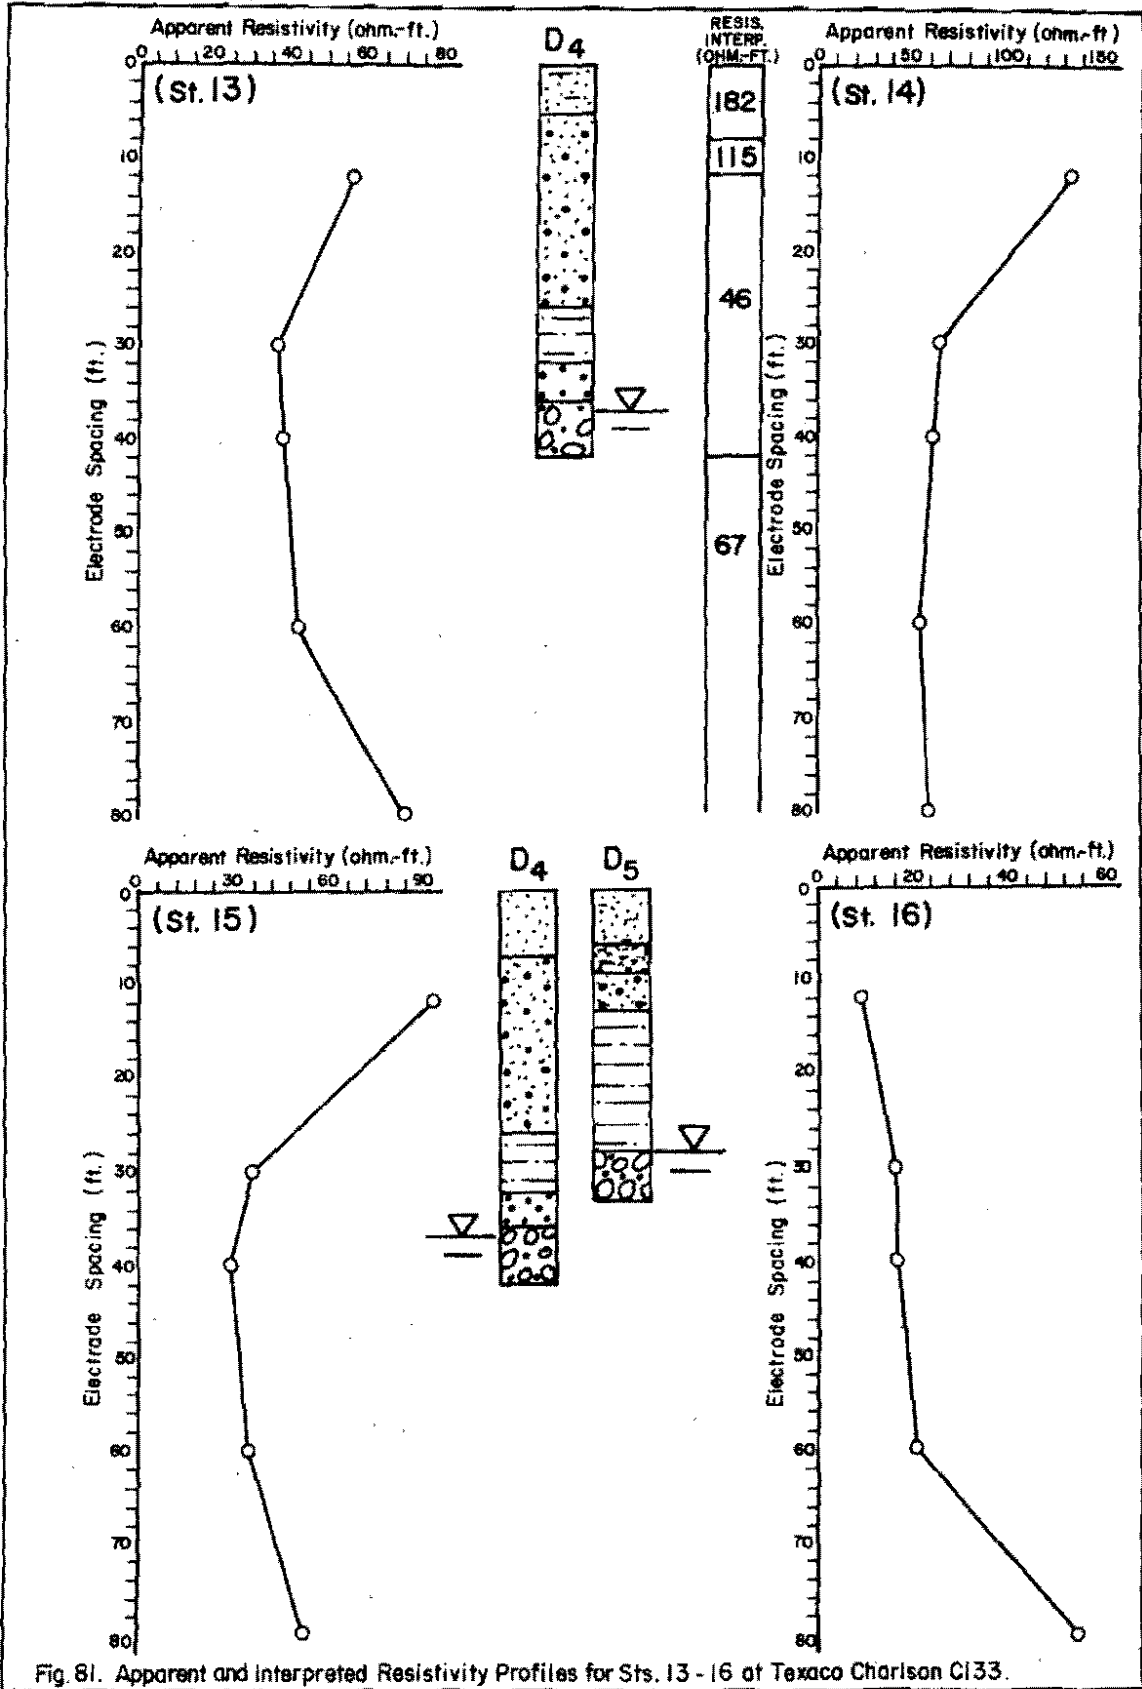 Apparent Resistivity (ohm.-ft.)
0 20 40 60 80
(St. 13)
0
10
20
30
40
50
60
70
80
Electrode Spacing (ft.)
D4
RESIS.
INTERP.
(OHM.-FT.)
182
115
46
67
Apparent Resistivity (ohm.-ft)
0 50 100 150
(St. 14)
0
10
20
30
40
50
60
70
80
Electrode Spacing (ft.)
Apparent Resistivity (ohm.-ft.)
0 30 60 90
(St. 15)
0
10
20
30
40
50
60
70
80
Electrode Spacing (ft.)
D4 D5
Apparent Resistivity (ohm.-ft.)
0 20 40 60
(St. 16)
0
10
20
30
40
50
60
70
80
Electrode Spacing (ft.)
Fig. 81. Apparent and Interpreted Resistivity Profiles for Sts. 13 - 16 at Texaco Charlson C133.